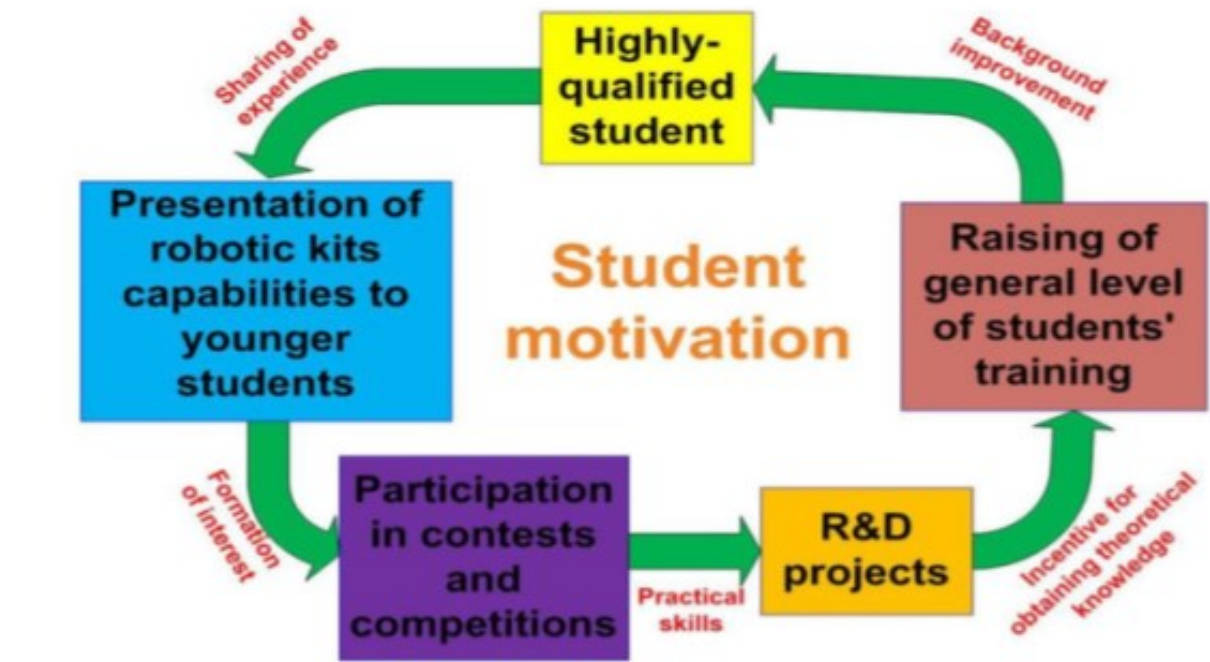 Highly-
qualified
student
Sharing of
experience
Presentation of
robotic kits
capabilities to
younger
students
Formation
of interest
Participation
in contests
and
competitions
Practical
skills
R&D
projects
Incentive for
obtaining theoretical
knowledge
Raising of
general level
of students'
training
Background
improvement
Student
motivation